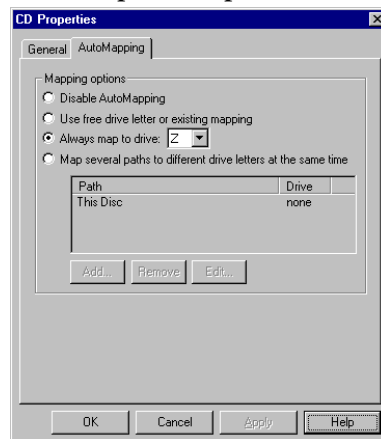 CD Properties
General AutoMapping
Mapping options
Disable AutoMapping
Use free drive letter or existing mapping
Always map to drive: Z
Map several paths to different drive letters at the same time
Path Drive
This Disc none
Add... Remove Edit...
OK Cancel Apply Help